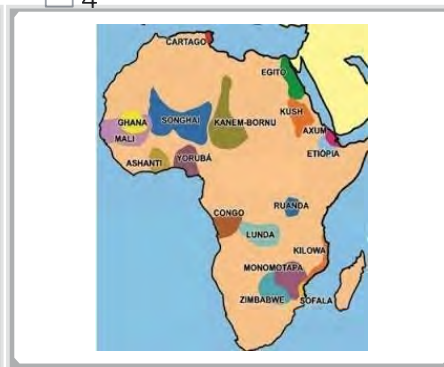 4
CARTAGO
EGITO
KUSH
GHANA
SONGHAI
KANEM-BORNU
AXUM
MALI
ETIÓPIA
ASHANTI
YORUBÁ
RUANDA
CONGO
LUNDA
KILOWA
MONOMOTAPA
ZIMBABWE
SOFALA